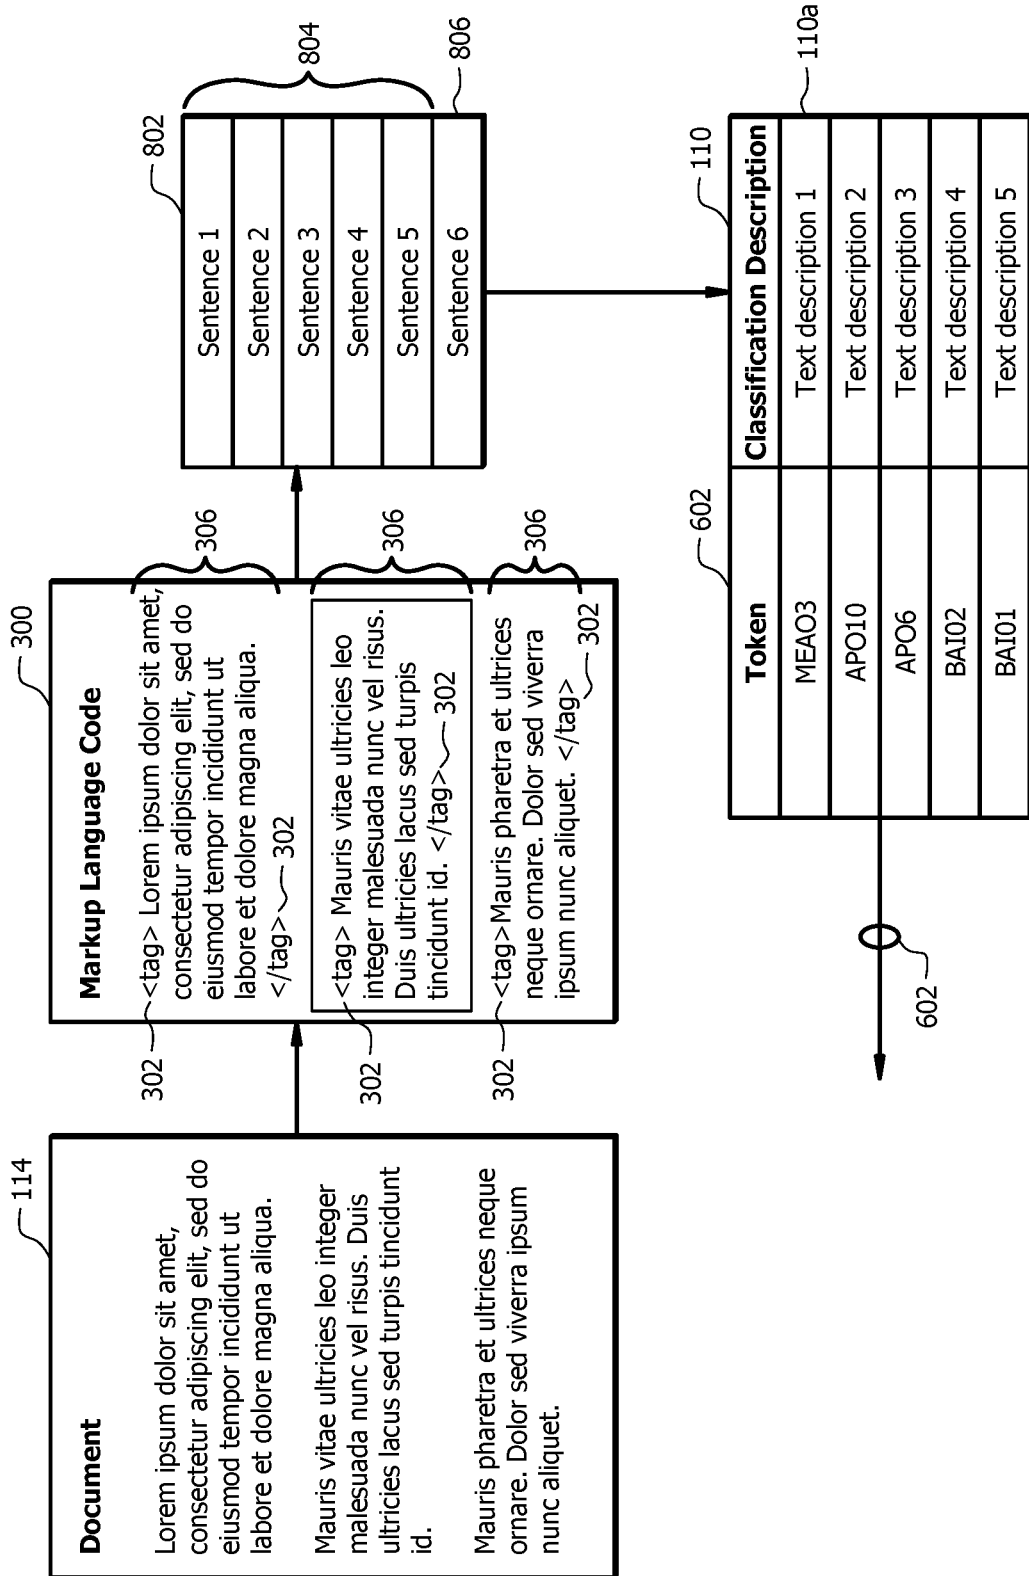 114
Document
Lorem ipsum dolor sit amet,
consectetur adipiscing elit, sed do
eiusmod tempor incididunt ut
labore et dolore magna aliqua.
Mauris vitae ultricies leo integer
malesuada nunc vel risus. Duis
ultricies lacus sed turpis tincidunt
id.
Mauris pharetra et ultrices neque
ornare. Dolor sed viverra ipsum
nunc aliquet.
300
Markup Language Code
302 <tag> Lorem ipsum dolor sit amet, 306
consectetur adipiscing elit, sed do
eiusmod tempor incididunt ut
labore et dolore magna aliqua.
</tag> 302
302 <tag> Mauris vitae ultricies leo 306
integer malesuada nunc vel risus.
Duis ultricies lacus sed turpis
tincidunt id. </tag> 302
302 <tag>Mauris pharetra et ultrices 306
neque ornare. Dolor sed viverra
ipsum nunc aliquet. </tag> 302
802
Sentence 1
Sentence 2
Sentence 3
Sentence 4
Sentence 5
Sentence 6
804
806
602
110
Token Classification Description
MEAO3 Text description 1 110a
APO10 Text description 2
APO6 Text description 3
BAI02 Text description 4
BAI01 Text description 5
602